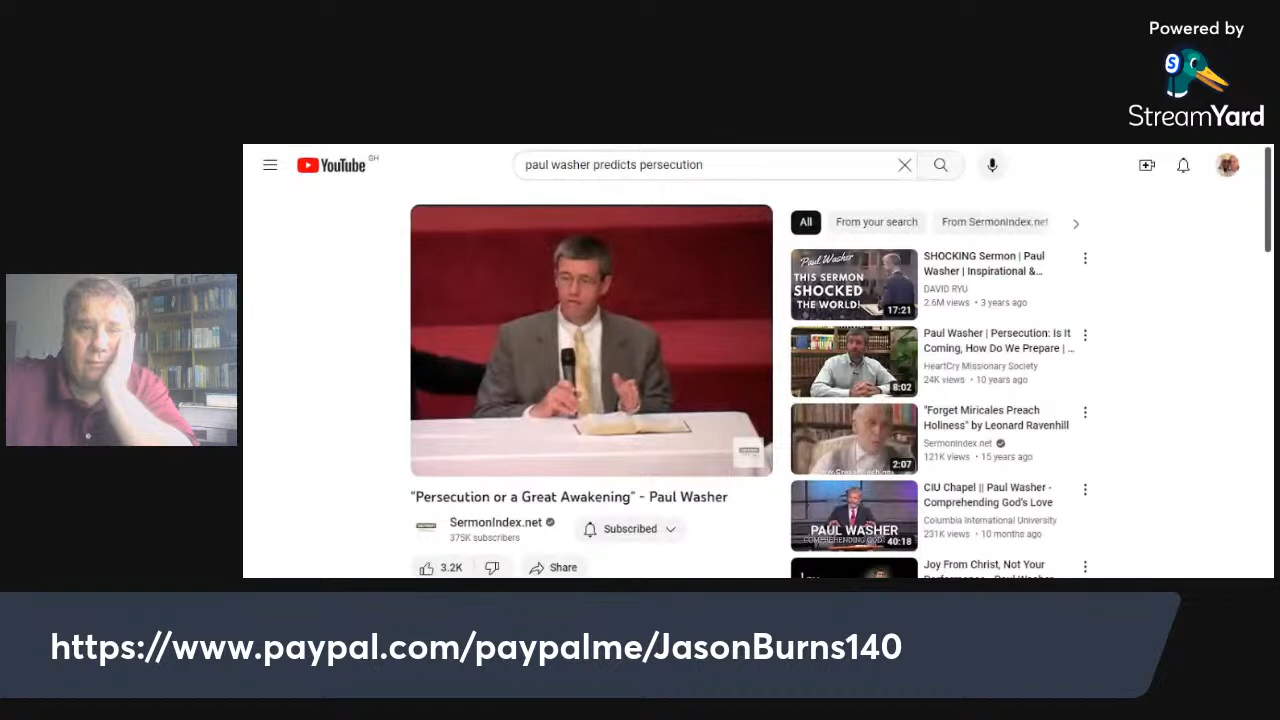 Powered by
StreamYard
YouTube GH
paul washer predicts persecution
All
From your search
From SermonIndex.net
Paul Washer
THIS SERMON
SHOCKED
THE WORLD!
17:21
SHOCKING Sermon | Paul
Washer | Inspirational &...
DAVID RYU
2.6M views • 3 years ago
8:02
Paul Washer | Persecution: Is It
Coming, How Do We Prepare | ...
HeartCry Missionary Society
24K views • 10 years ago
2:07
"Forget Miricales Preach
Holiness" by Leonard Ravenhill
SermonIndex.net
121K views • 15 years ago
PAUL WASHER
COMPREHENDING GOD'S LOVE
40:18
CIU Chapel || Paul Washer -
Comprehending God's Love
Columbia International University
231K views • 10 months ago
Joy From Christ, Not Your
"Persecution or a Great Awakening" - Paul Washer
SermonIndex.net
375K subscribers
Subscribed
3.2K
Share
https://www.paypal.com/paypalme/JasonBurns140